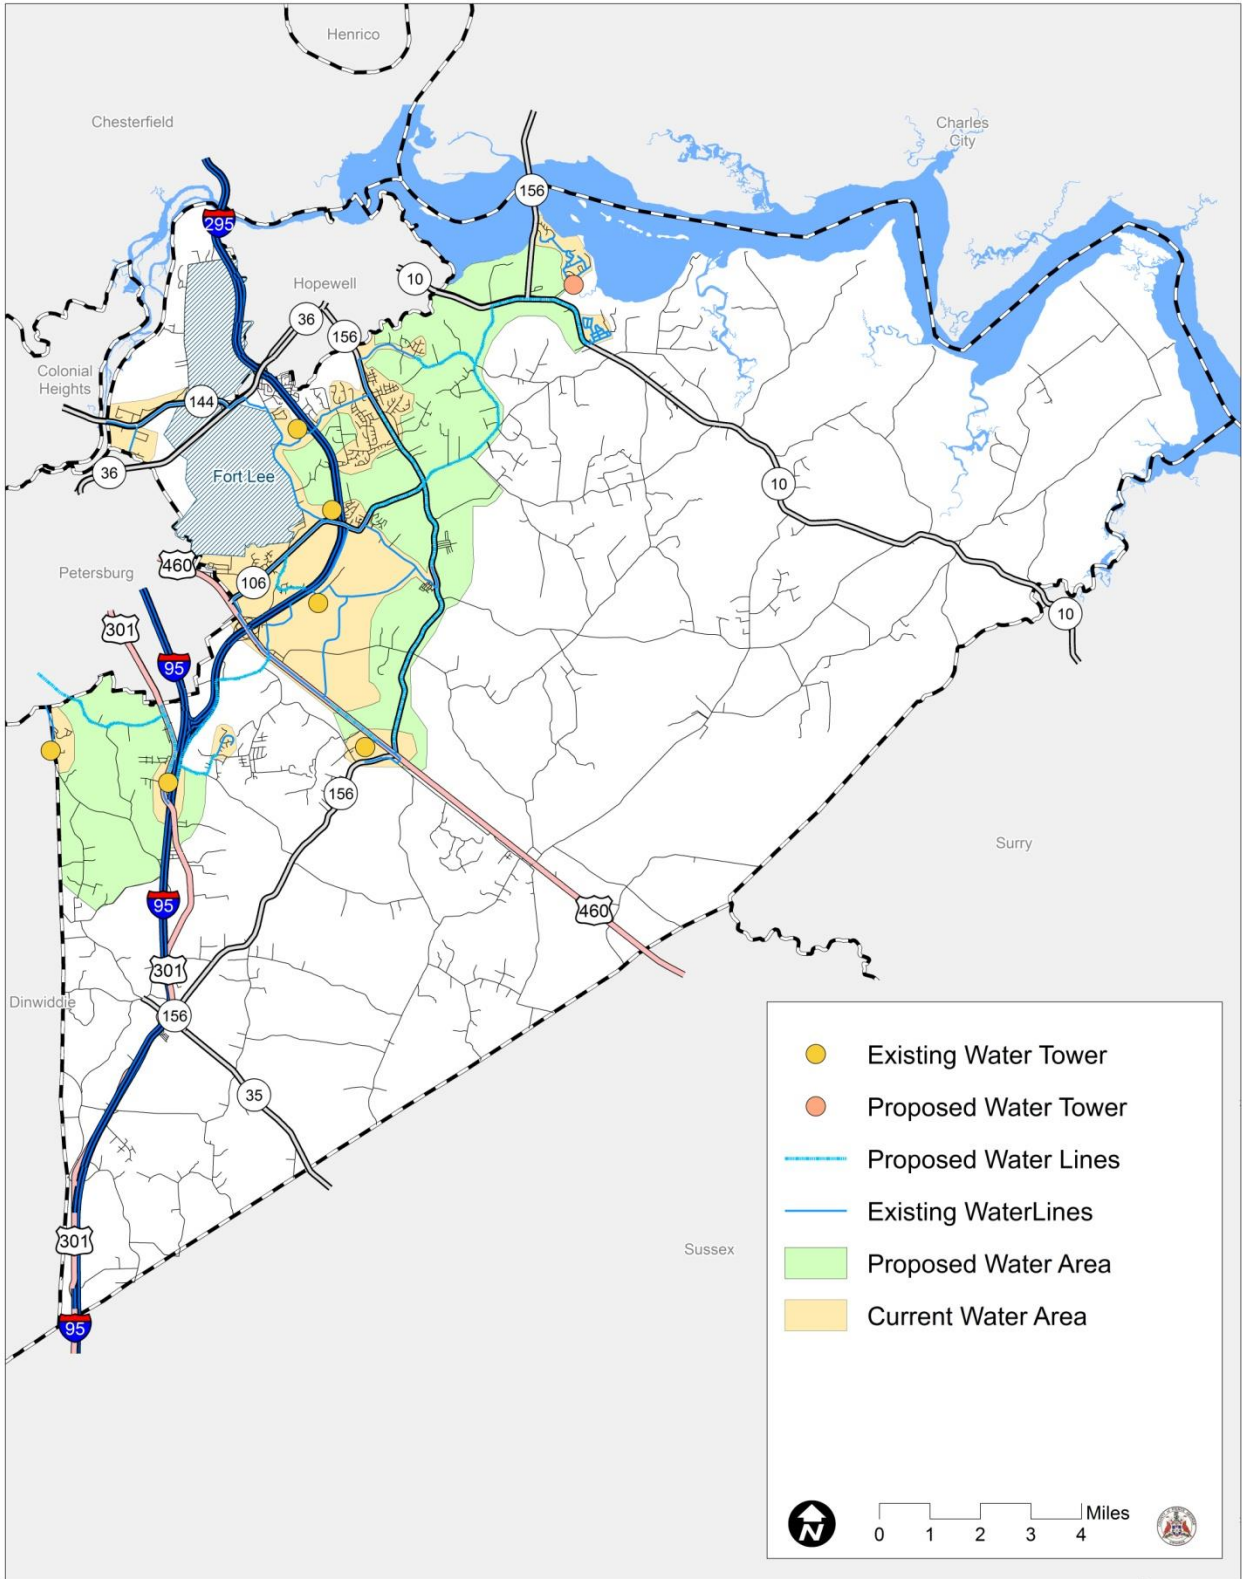 Henrico
Chesterfield
Charles
City
156
295
Hopewell
10
36
156
Colonial
Heights
144
36
Fort Lee
10
460
Petersburg
106
301
10
95
156
Surry
95
460
301
Dinwiddie
156
35
Sussex
301
95
Existing Water Tower
Proposed Water Tower
Proposed Water Lines
Existing WaterLines
Proposed Water Area
Current Water Area
N
Miles
0 1 2 3 4